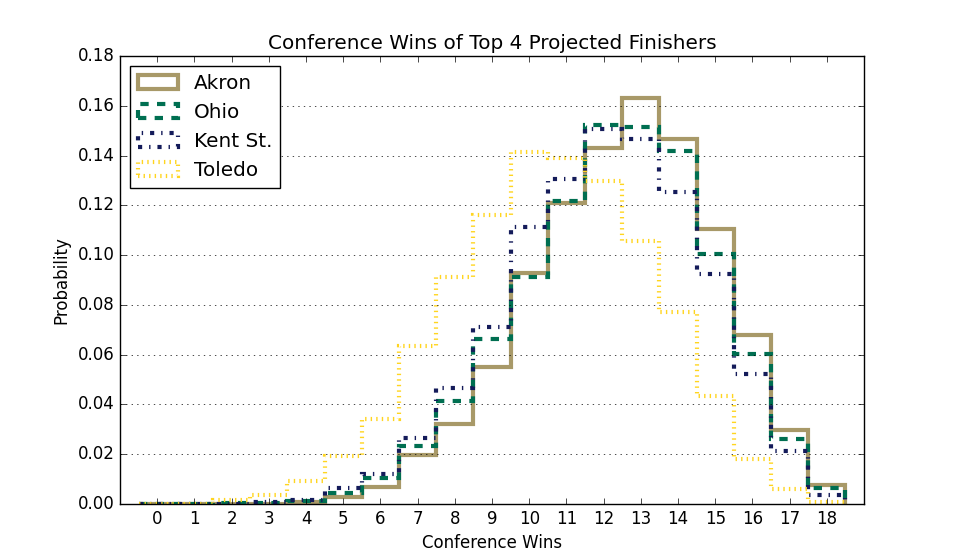 Conference Wins of Top 4 Projected Finishers
0.18
0.16
0.14
0.12
0.10
0.08
0.06
0.04
0.02
0.00
Probability
Akron
Ohio
Kent St.
Toledo
0 1 2 3 4 5 6 7 8 9 10 11 12 13 14 15 16 17 18
Conference Wins